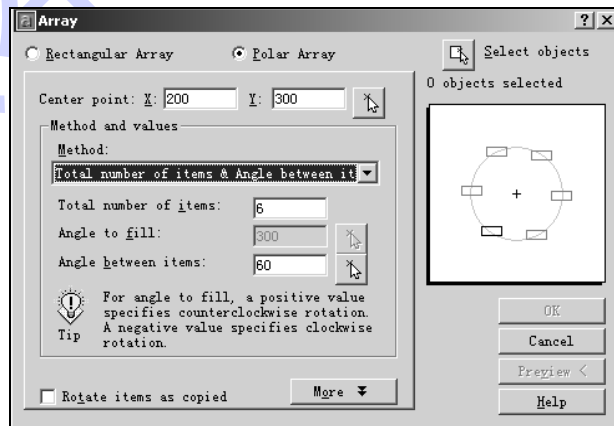 Array
Rectangular Array
Polar Array
Select objects
0 objects selected
Center point: X: 200 Y: 300
Method and values
Method:
Total number of items & Angle between it
Total number of items: 6
Angle to fill: 300
Angle between items: 60
Tip
For angle to fill, a positive value
specifies counterclockwise rotation.
A negative value specifies clockwise
rotation.
Rotate items as copied
More
OK
Cancel
Preview <
Help